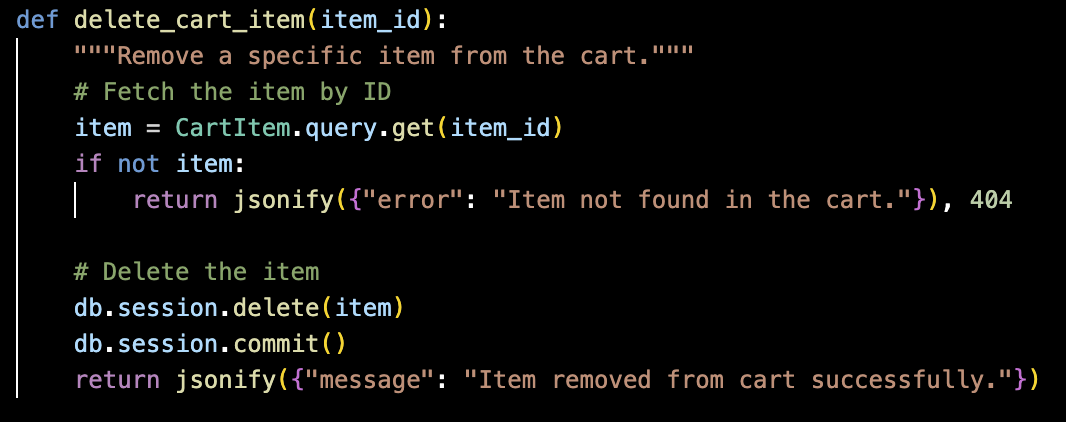 def delete_cart_item(item_id):
    """Remove a specific item from the cart."""
    # Fetch the item by ID
    item = CartItem.query.get(item_id)
    if not item:
        return jsonify({"error": "Item not found in the cart."}), 404

    # Delete the item
    db.session.delete(item)
    db.session.commit()
    return jsonify({"message": "Item removed from cart successfully."})